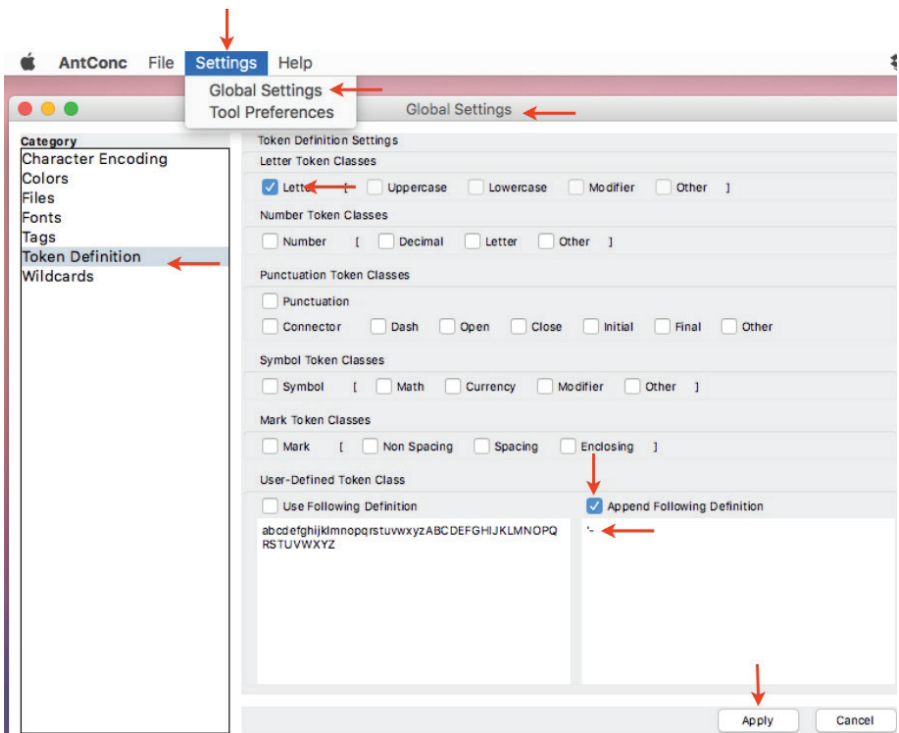 AntConc File Settings Help
Global Settings
Tool Preferences
Global Settings
Category
Character Encoding
Colors
Files
Fonts
Tags
Token Definition
Wildcards
Token Definition Settings
Letter Token Classes
Letter [ Uppercase Lowercase Modifier Other ]
Number Token Classes
Number [ Decimal Letter Other ]
Punctuation Token Classes
Punctuation
Connector Dash Open Close Initial Final Other
Symbol Token Classes
Symbol [ Math Currency Modifier Other ]
Mark Token Classes
Mark [ Non Spacing Spacing Enclosing ]
User-Defined Token Class
Use Following Definition Append Following Definition
abcdefghijklmnopqrstuvwxyzABCDEFGHIJKLMNOPQ
RSTUVWXYZ
'-
Apply Cancel